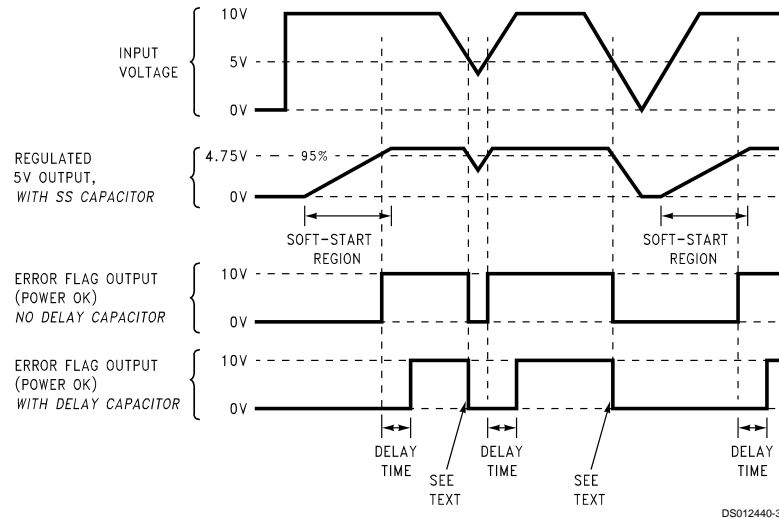 10V
INPUT
VOLTAGE
5V
0V
REGULATED
5V OUTPUT,
WITH SS CAPACITOR
4.75V
95%
0V
SOFT-START
REGION
SOFT-START
REGION
ERROR FLAG OUTPUT
(POWER OK)
NO DELAY CAPACITOR
10V
0V
ERROR FLAG OUTPUT
(POWER OK)
WITH DELAY CAPACITOR
10V
0V
DELAY
TIME
SEE
TEXT
DELAY
TIME
SEE
TEXT
DELAY
TIME